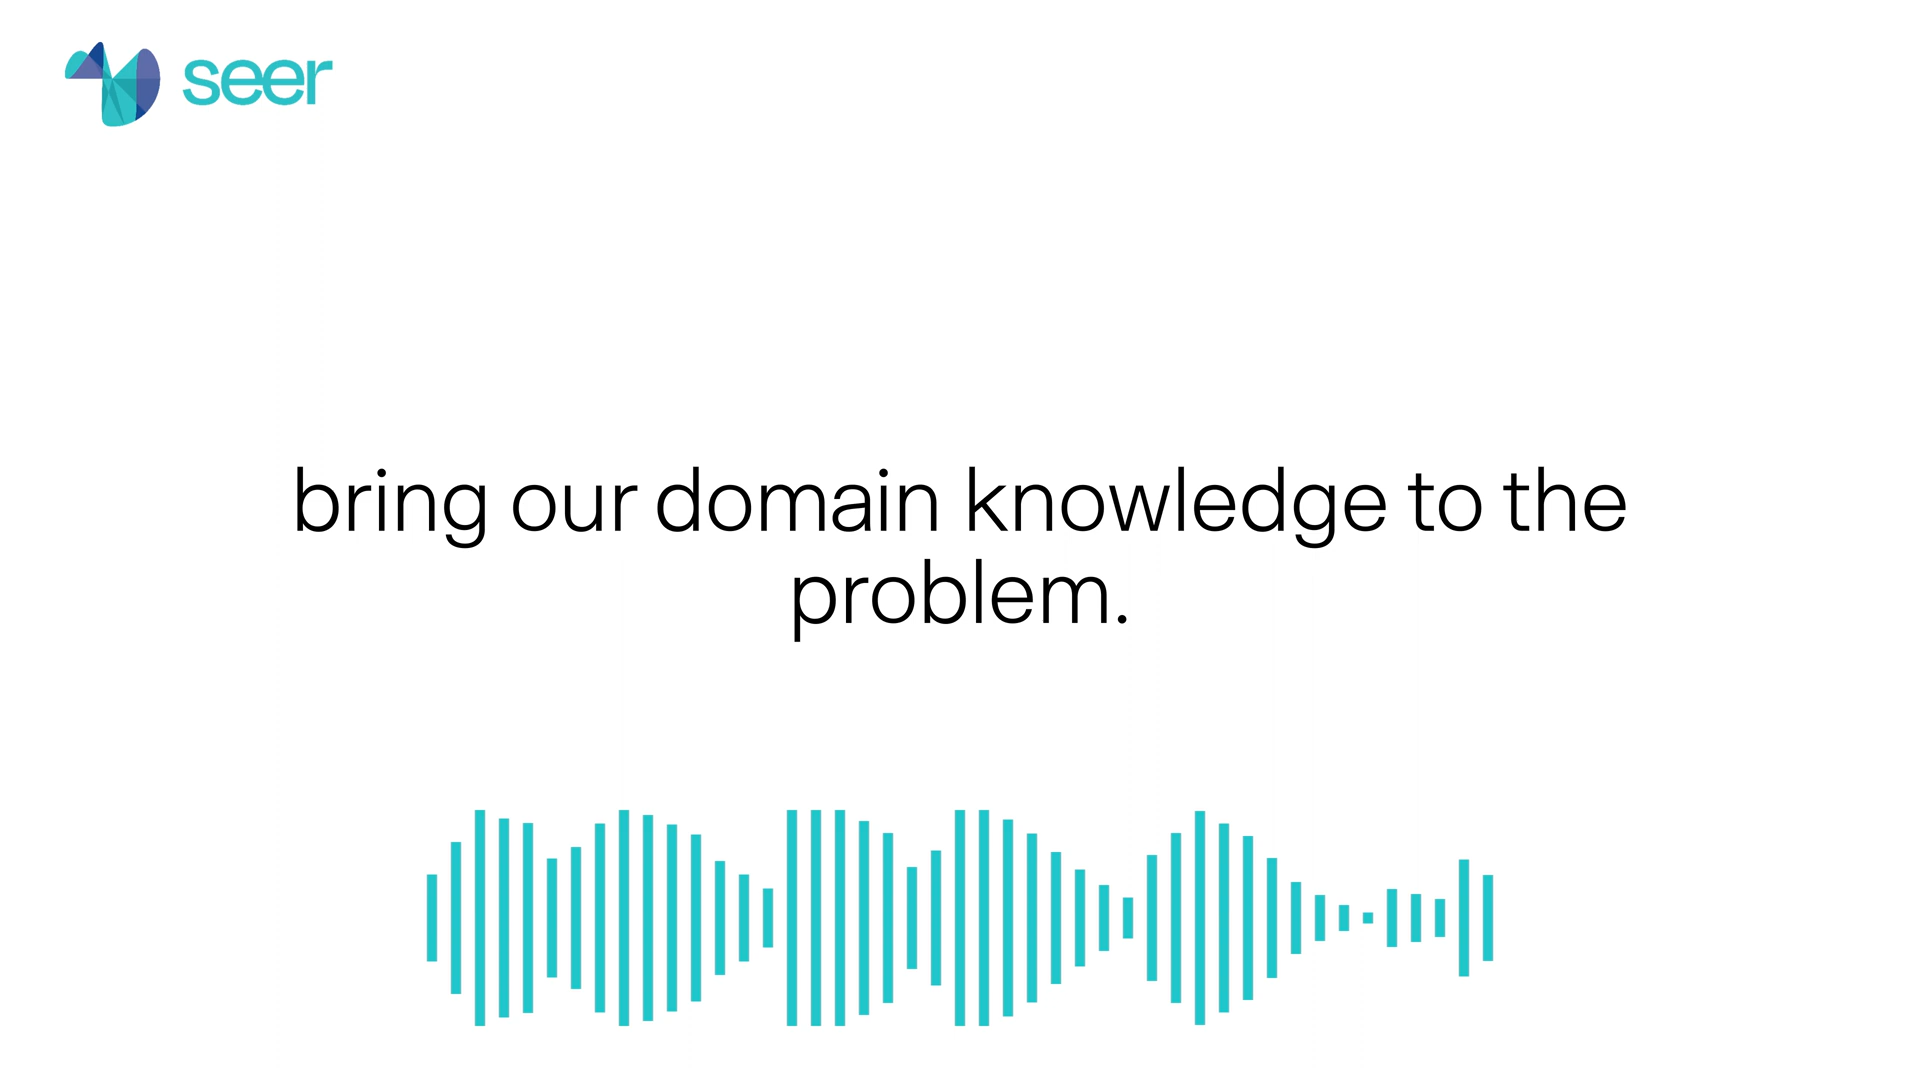 seer
bring our domain knowledge to the
problem.